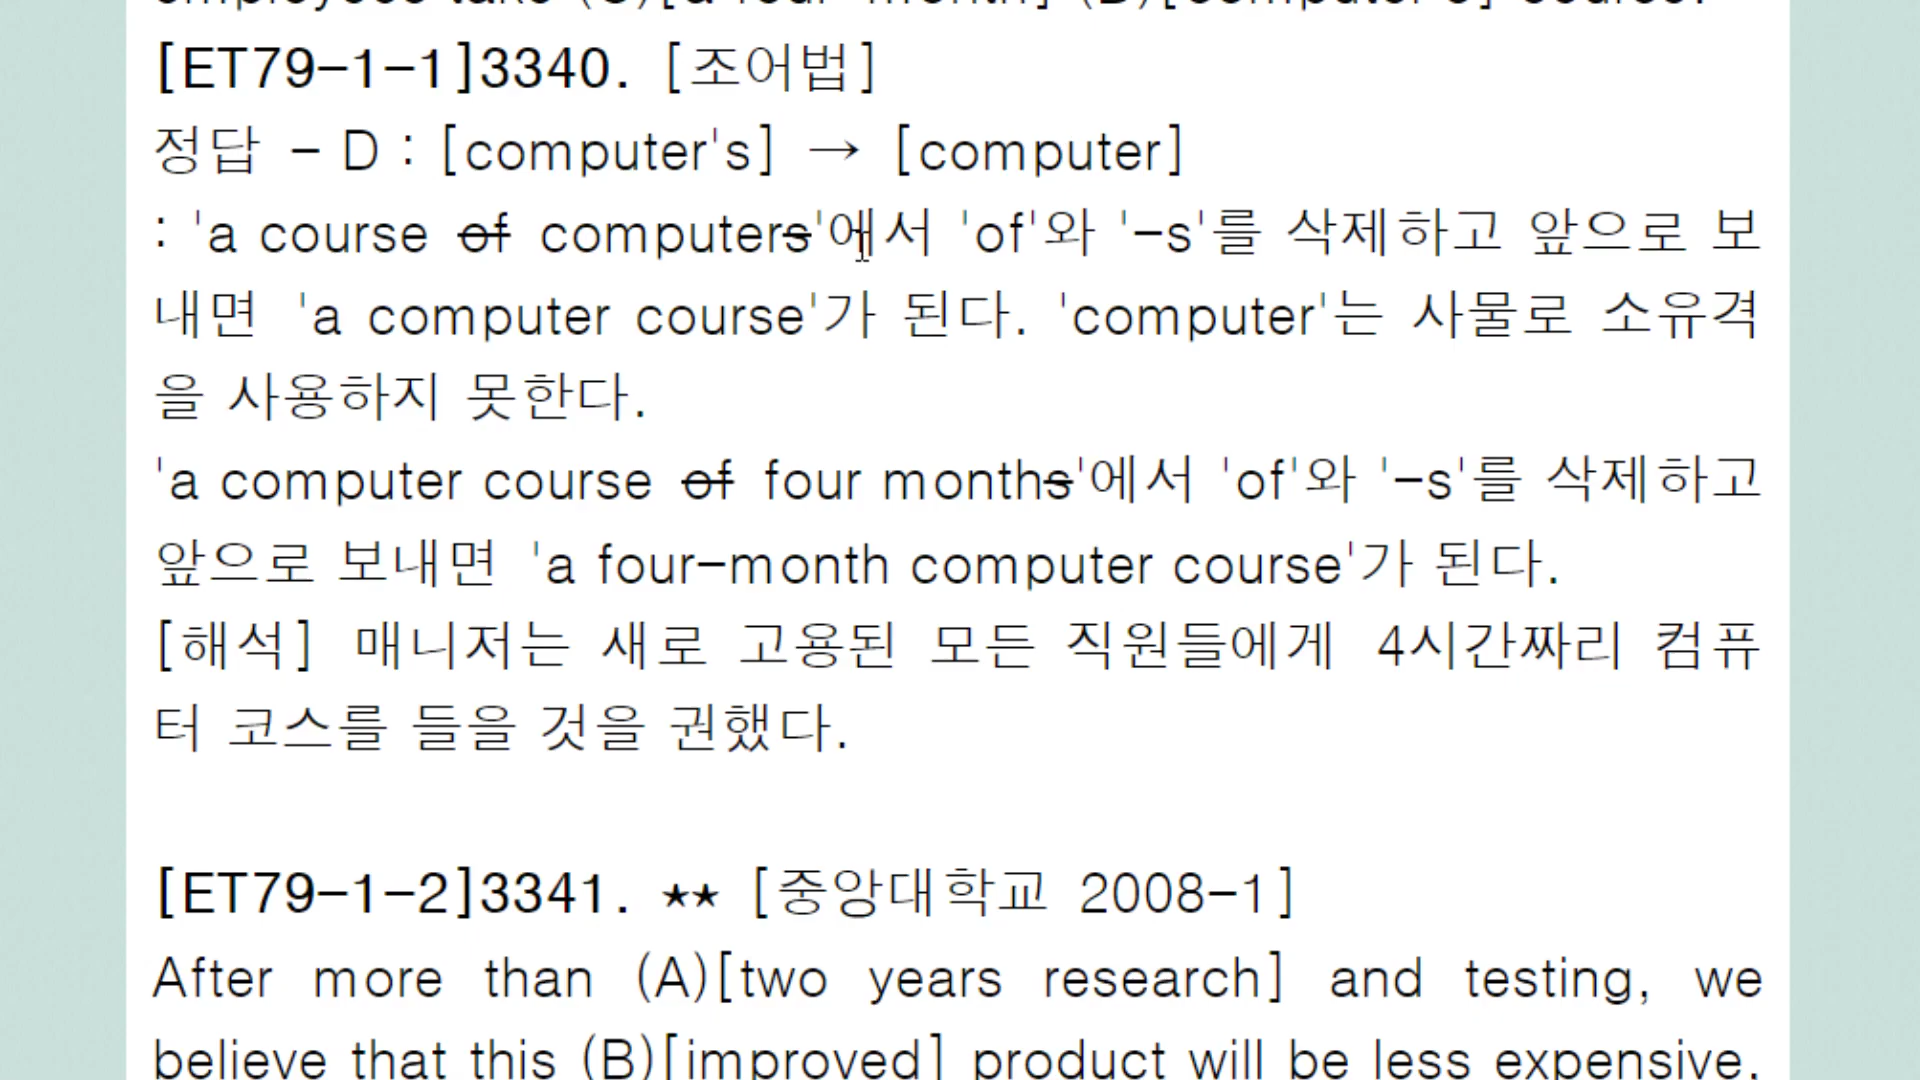 employees take (C)[a four-month] (D)[computer's] course.
[ET79-1-1]3340. [조어법]
정답 - D : [computer's] → [computer]
: 'a course of computers'에서 'of'와 '-s'를 삭제하고 앞으로 보
내면 'a computer course'가 된다. 'computer'는 사물로 소유격
을 사용하지 못한다.
'a computer course of four months'에서 'of'와 '-s'를 삭제하고
앞으로 보내면 'a four-month computer course'가 된다.
[해석] 매니저는 새로 고용된 모든 직원들에게 4시간짜리 컴퓨
터 코스를 들을 것을 권했다.
[ET79-1-2]3341. ★★ [중앙대학교 2008-1]
After more than (A)[two years research] and testing, we
believe that this (B)[improved] product will be less expensive,